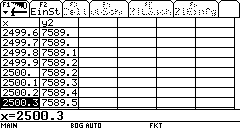 F1 F2
EinSt
x y2
2499.6 7589.
2499.7 7589.
2499.8 7589.1
2499.9 7589.2
2500. 7589.2
2500.1 7589.3
2500.2 7589.4
2500.3 7589.5
x=2500.3
MAIN BOG AUTO FKT